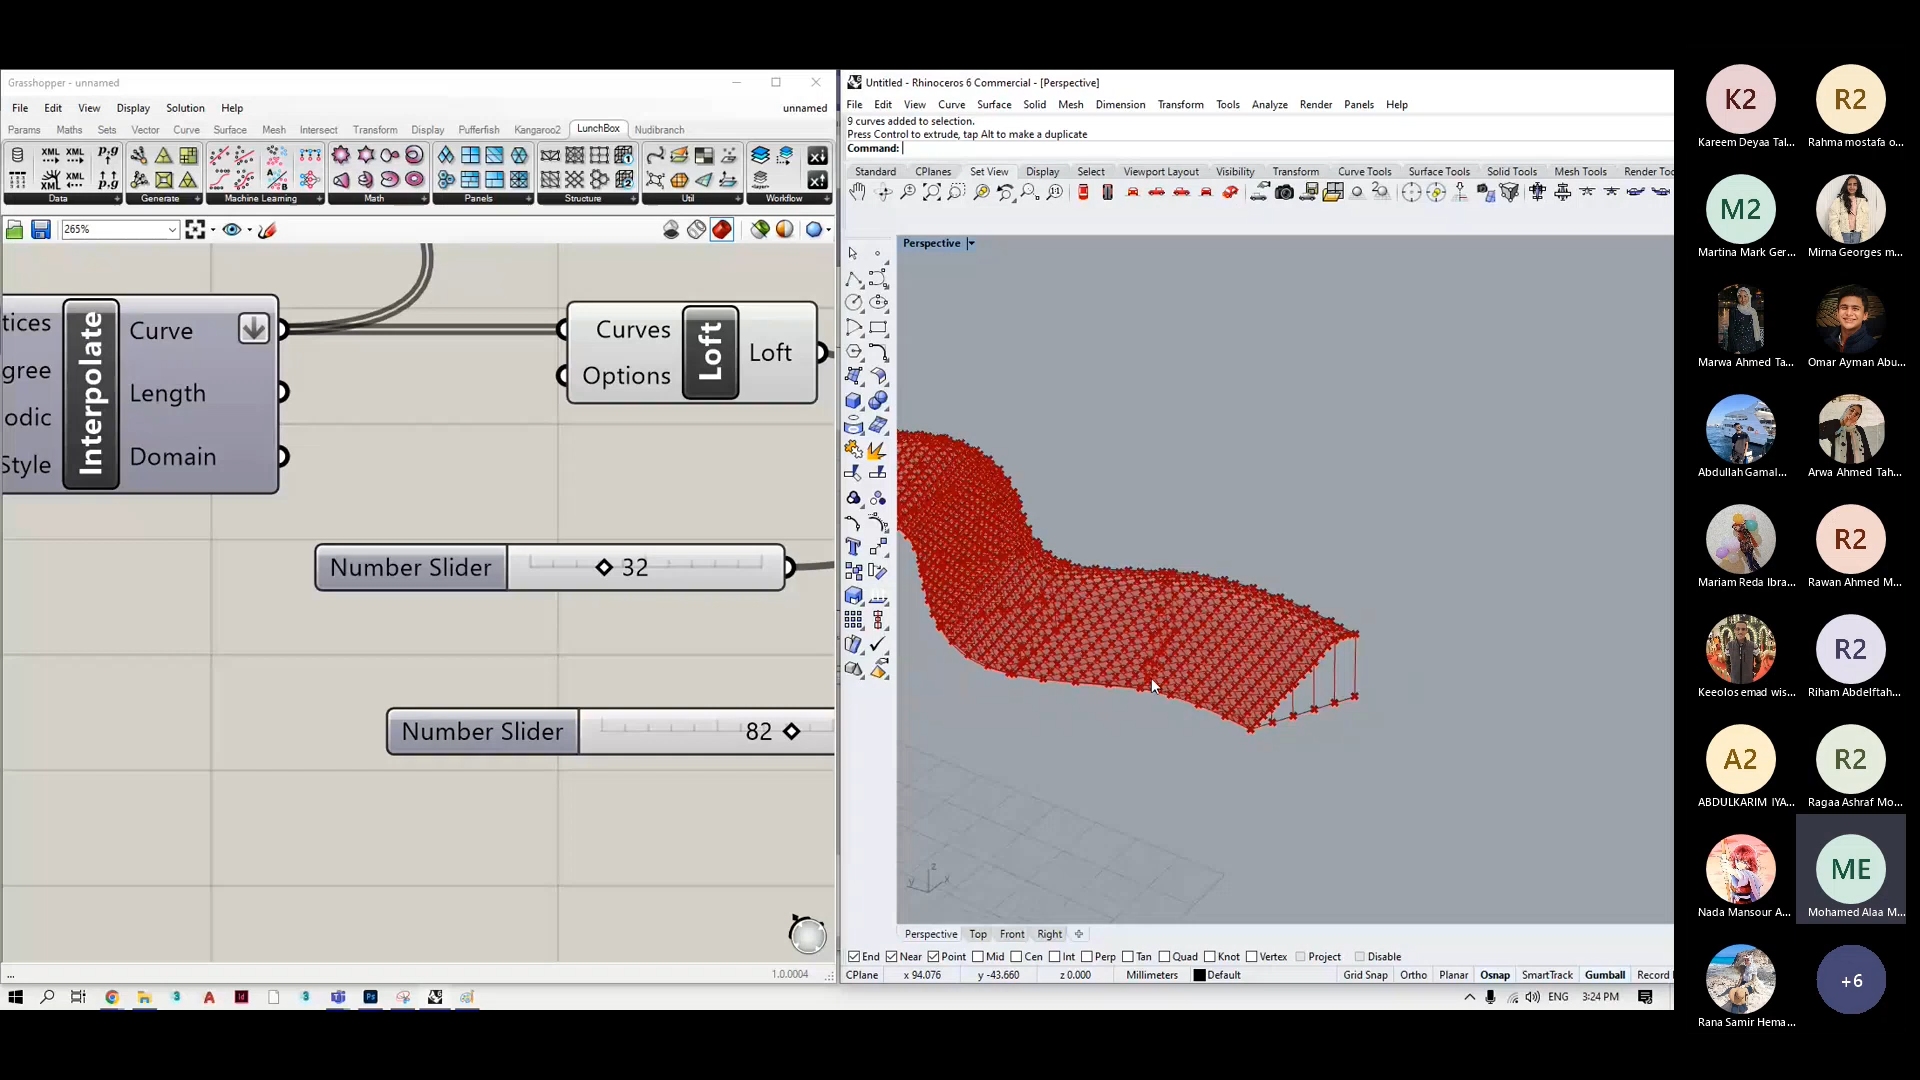 Grasshopper - unnamed
File Edit View Display Solution Help
unnamed
Params Maths Sets Vector Curve Surface Mesh Intersect Transform Display Pufferfish Kangaroo2 LunchBox Nudibranch
Data Generate Machine Learning Math Panels Structure Util Workflow
265%
tices
gree
odic
Style
Interpolate
Curve
Length
Domain
Curves
Options
Loft
Loft
Number Slider 32
Number Slider 82
...
1.0.0004
Untitled - Rhinoceros 6 Commercial - [Perspective]
File Edit View Curve Surface Solid Mesh Dimension Transform Tools Analyze Render Panels Help
9 curves added to selection.
Press Control to extrude, tap Alt to make a duplicate
Command:
Standard CPlanes Set View Display Select Viewport Layout Visibility Transform Curve Tools Surface Tools Solid Tools Mesh Tools Render Too
Perspective
z
y x
Perspective Top Front Right
End Near Point Mid Cen Int Perp Tan Quad Knot Vertex Project Disable
CPlane x 94.076 y -43.660 z 0.000 Millimeters Default Grid Snap Ortho Planar Osnap SmartTrack Gumball Record
ENG 3:24 PM
K2
Kareem Deyaa Tal...
R2
Rahma mostafa o...
M2
Martina Mark Ger...
Mirna Georges m...
Marwa Ahmed Ta...
Omar Ayman Abu...
Abdullah Gamal...
Arwa Ahmed Tah...
Mariam Reda Ibra...
R2
Rawan Ahmed M...
Keeolos emad wis...
R2
Riham Abdelftah...
A2
ABDULKARIM IYA...
R2
Ragaa Ashraf Mo...
Nada Mansour A...
ME
Mohamed Alaa M...
Rana Samir Hema...
+6